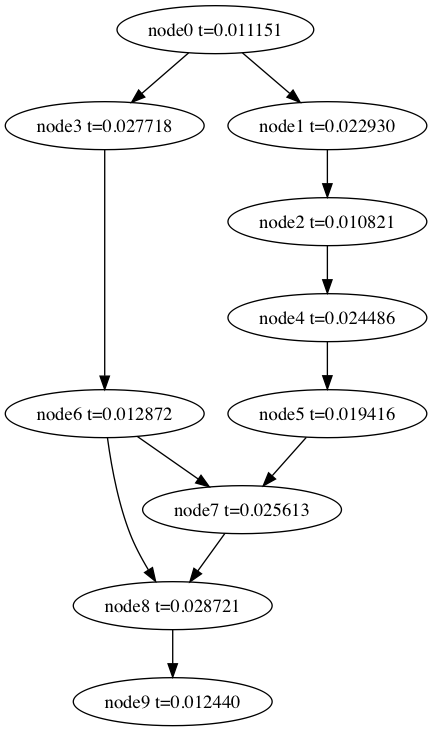 node0 t=0.011151
node3 t=0.027718
node1 t=0.022930
node2 t=0.010821
node4 t=0.024486
node6 t=0.012872
node5 t=0.019416
node7 t=0.025613
node8 t=0.028721
node9 t=0.012440